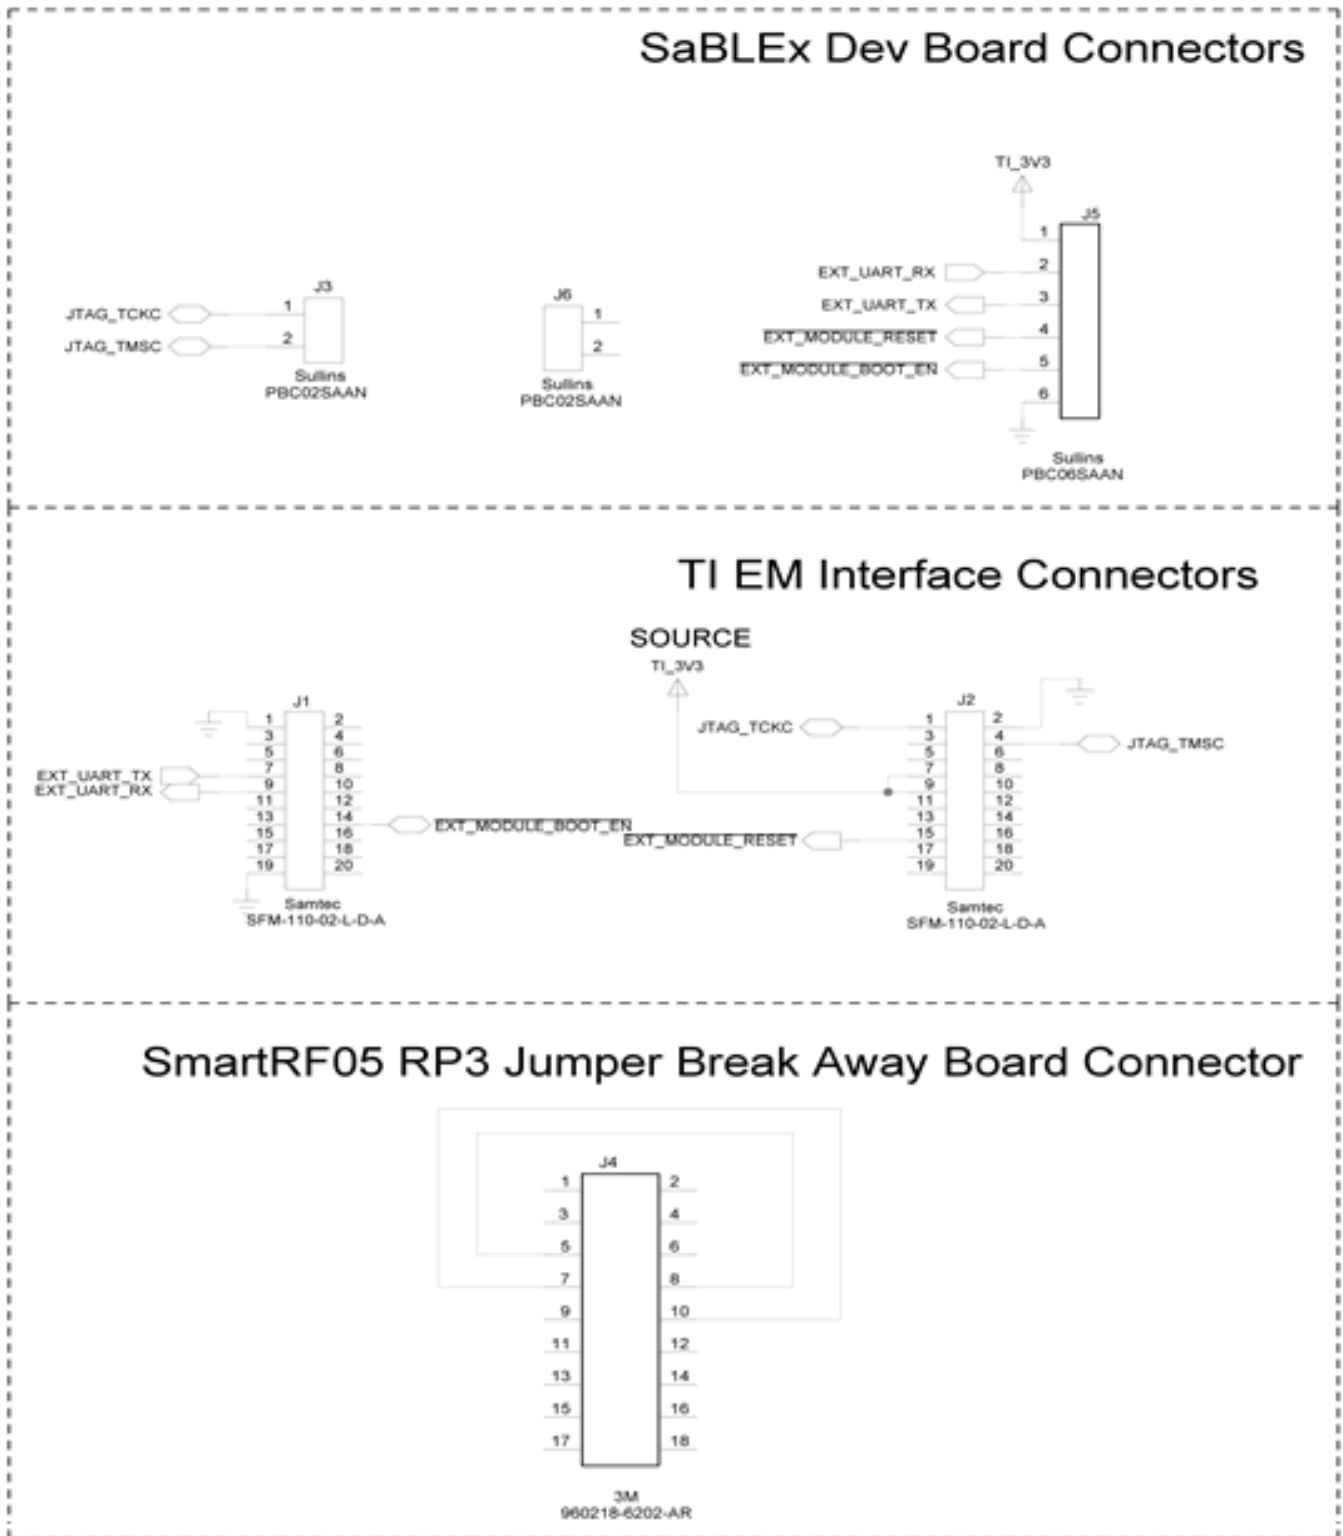 SaBLEx Dev Board Connectors
TI_3V3
J5
1
EXT_UART_RX 2
EXT_UART_TX 3
EXT_MODULE_RESET 4
EXT_MODULE_BOOT_EN 5
6
Sullins
PBC06SAAN
J3
JTAG_TCKC 1
JTAG_TMSC 2
Sullins
PBC02SAAN
J6
1
2
Sullins
PBC02SAAN
TI EM Interface Connectors
SOURCE
TI_3V3
J1
1 2
3 4
5 6
EXT_UART_TX 7 8
EXT_UART_RX 9 10
11 12
13 14 EXT_MODULE_BOOT_EN
15 16
17 18
19 20
Samtec
SFM-110-02-L-D-A
J2
JTAG_TCKC 1 2
3 4 JTAG_TMSC
5 6
7 8
9 10
11 12
13 14
EXT_MODULE_RESET 15 16
17 18
19 20
Samtec
SFM-110-02-L-D-A
SmartRF05 RP3 Jumper Break Away Board Connector
J4
1 2
3 4
5 6
7 8
9 10
11 12
13 14
15 16
17 18
3M
960218-6202-AR